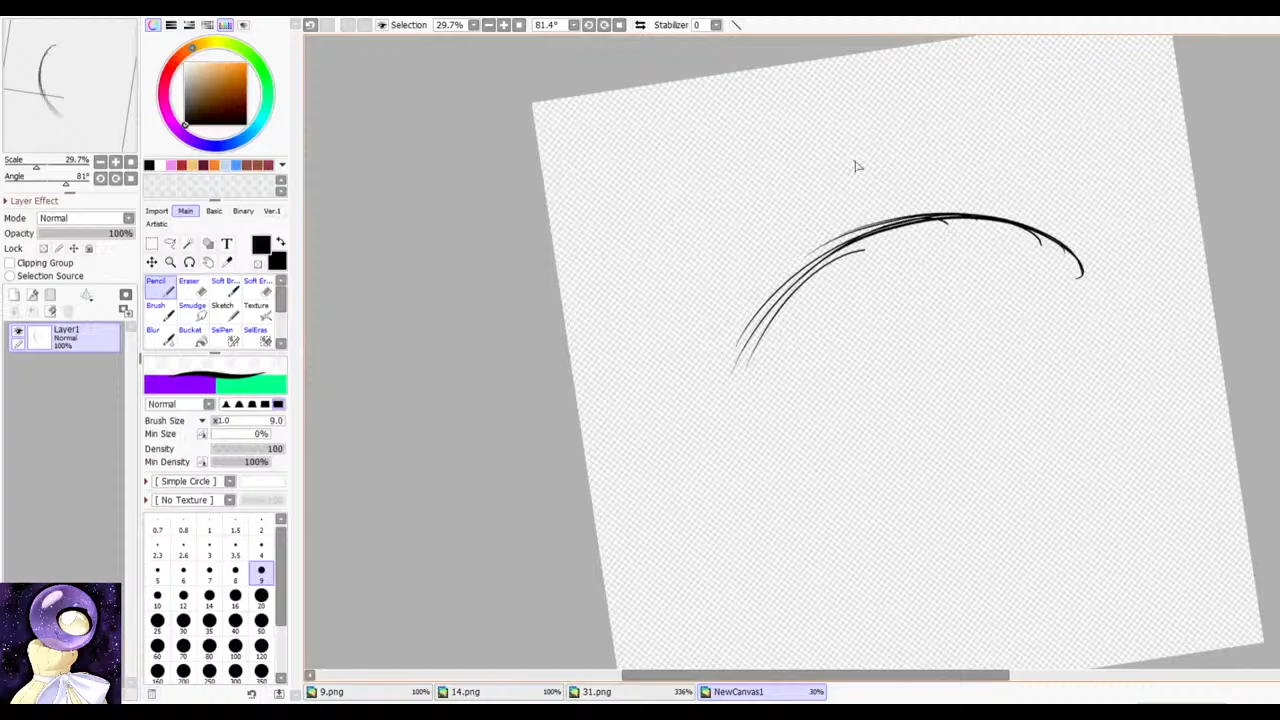 Selection 29.7% 81.4° Stabilizer 0
Scale 29.7%
Angle 81°
Layer Effect
Mode Normal
Opacity 100%
Lock
Clipping Group
Selection Source
Layer1
Normal
100%
Import Main Basic Binary Ver.1
Artistic
T
Pencil Eraser Soft Br... Soft Er...
Brush Smudge Sketch Texture
Blur Bucket SelPen SelEras
Normal
Brush Size x1.0 9.0
Min Size 0%
Density 100
Min Density 100%
[ Simple Circle ]
[ No Texture ]
0.7 0.8 1 1.5 2
2.3 2.6 3 3.5 4
5 6 7 8 9
10 12 14 16 20
25 30 35 40 50
60 70 80 100 120
160 200 250 300 350
9.png 100% 14.png 100% 31.png 336% NewCanvas1 30%